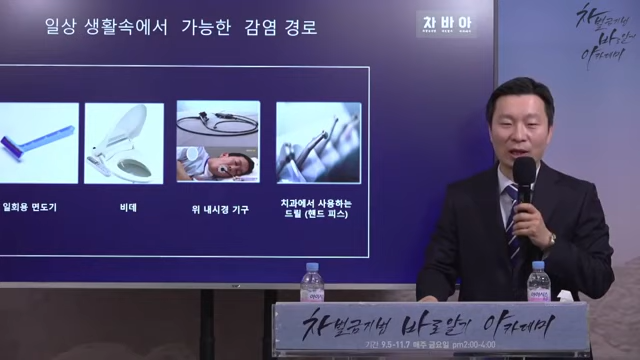 일상 생활속에서 가능한 감염 경로
차바아
차별금지법
바로알기
아카데미
일회용 면도기
비데
위 내시경 기구
치과에서 사용하는
드릴 (핸드 피스)
차별금지법 바로알기 아카데미
기간 9.5-11.7 매주 금요일 pm2:00-4:00